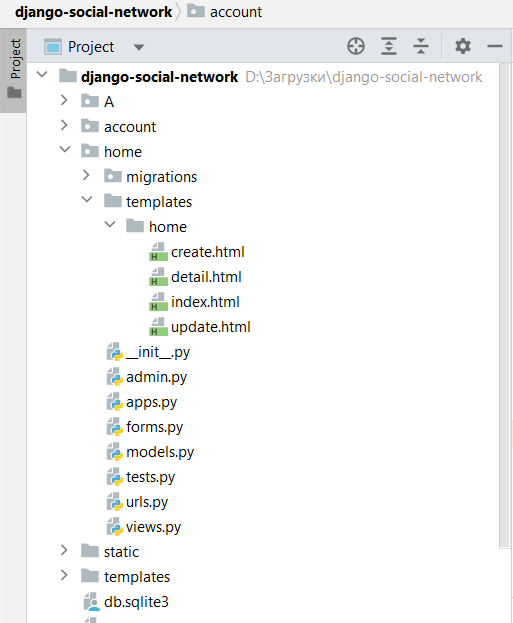 django-social-network account
Project
Project
django-social-network D:\Загрузки\django-social-network
A
account
home
migrations
templates
home
create.html
detail.html
index.html
update.html
__init__.py
admin.py
apps.py
forms.py
models.py
tests.py
urls.py
views.py
static
templates
db.sqlite3